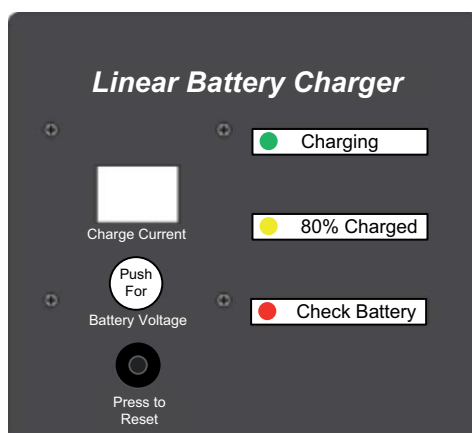 Linear Battery Charger
Charging
Charge Current
80% Charged
Push
For
Battery Voltage
Check Battery
Press to
Reset